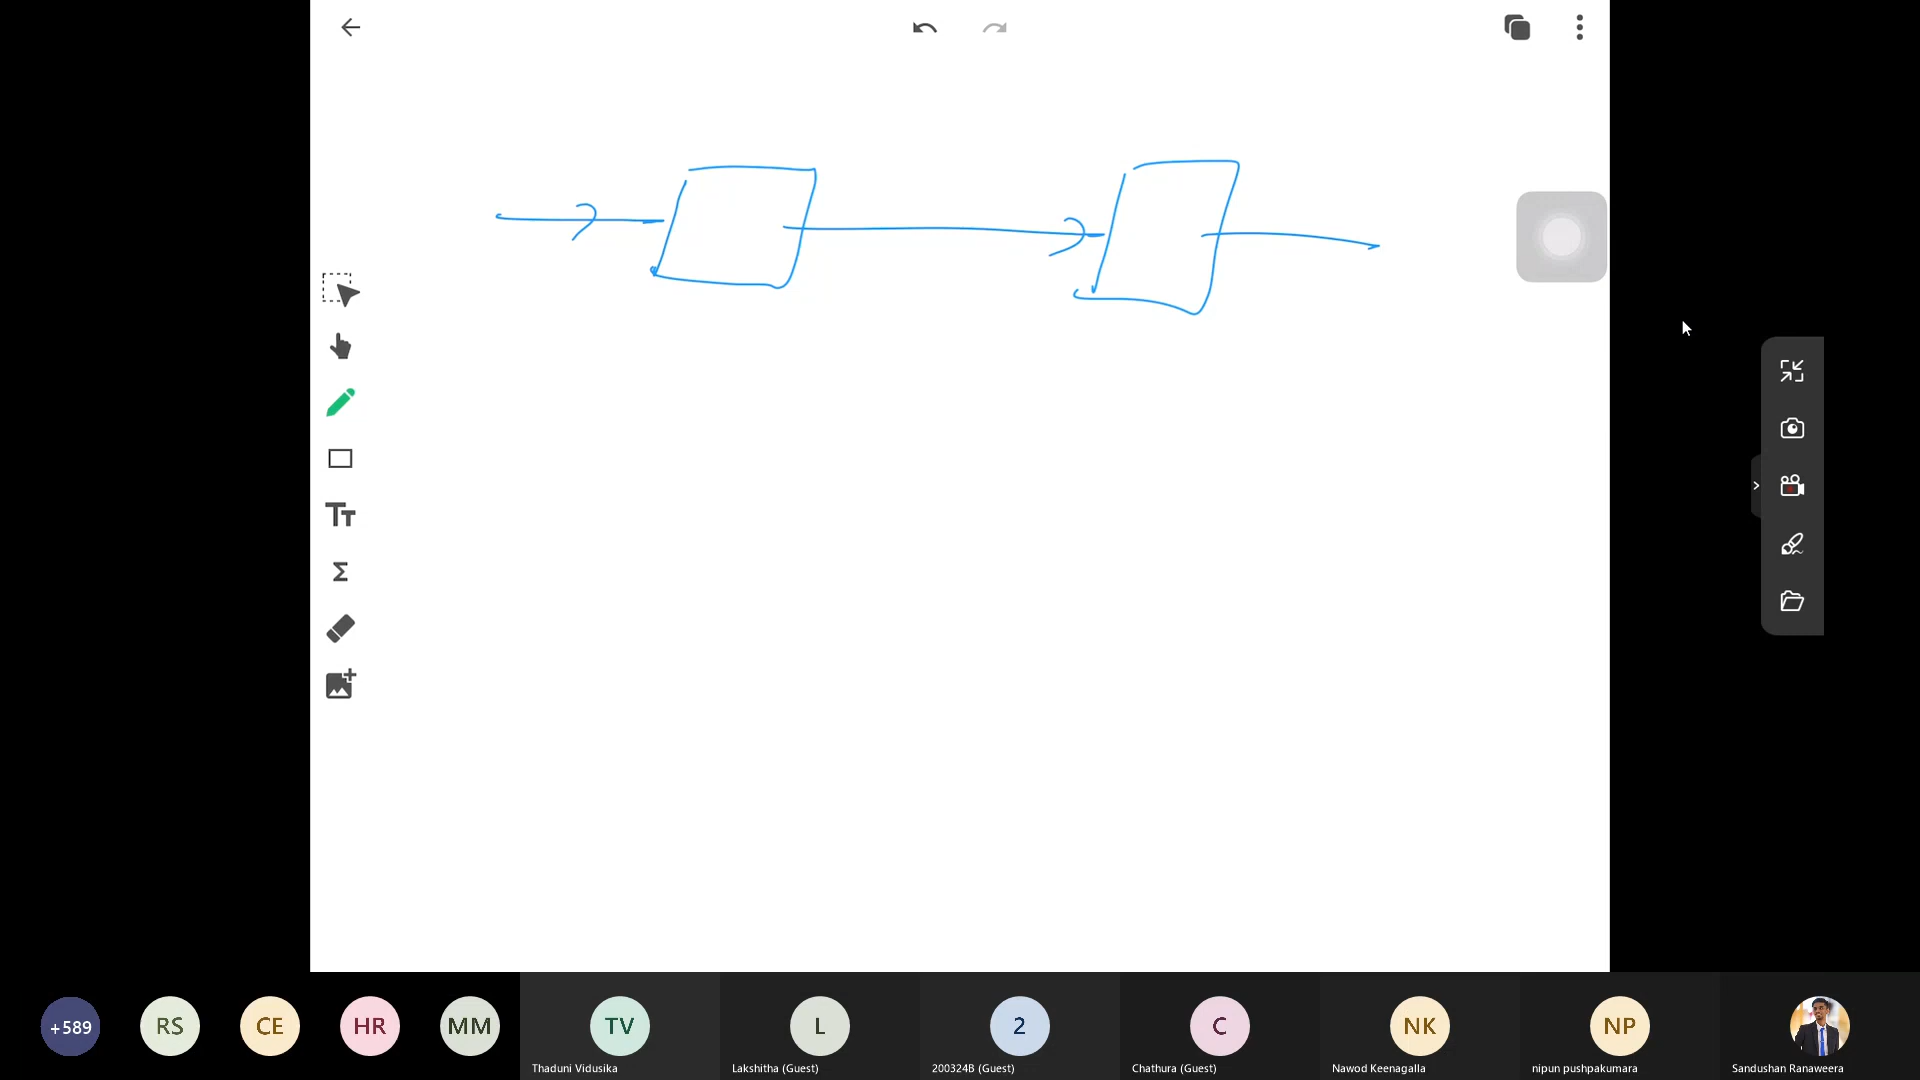 Tт
Σ
+589
RS
CE
HR
MM
TV
L
2
C
NK
NP
Thaduni Vidusika
Lakshitha (Guest)
200324B (Guest)
Chathura (Guest)
Nawod Keenagalla
nipun pushpakumara
Sandushan Ranaweera